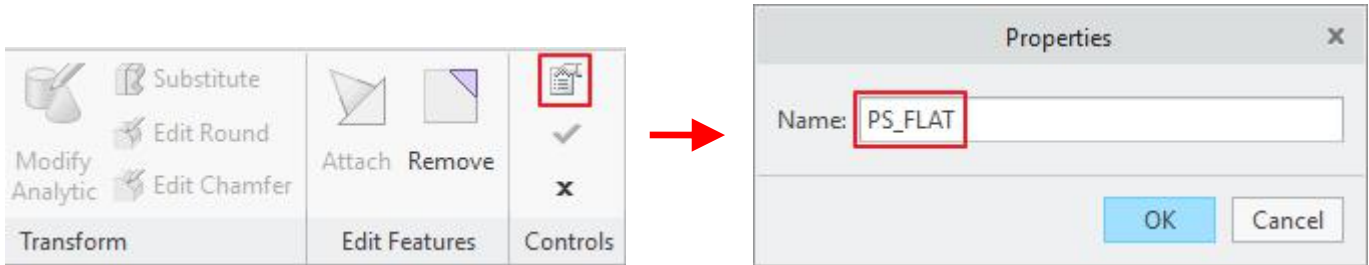 Substitute
Edit Round
Edit Chamfer
Modify
Analytic
Transform
Attach
Remove
Edit Features
Controls
Properties
Name: PS_FLAT
OK
Cancel